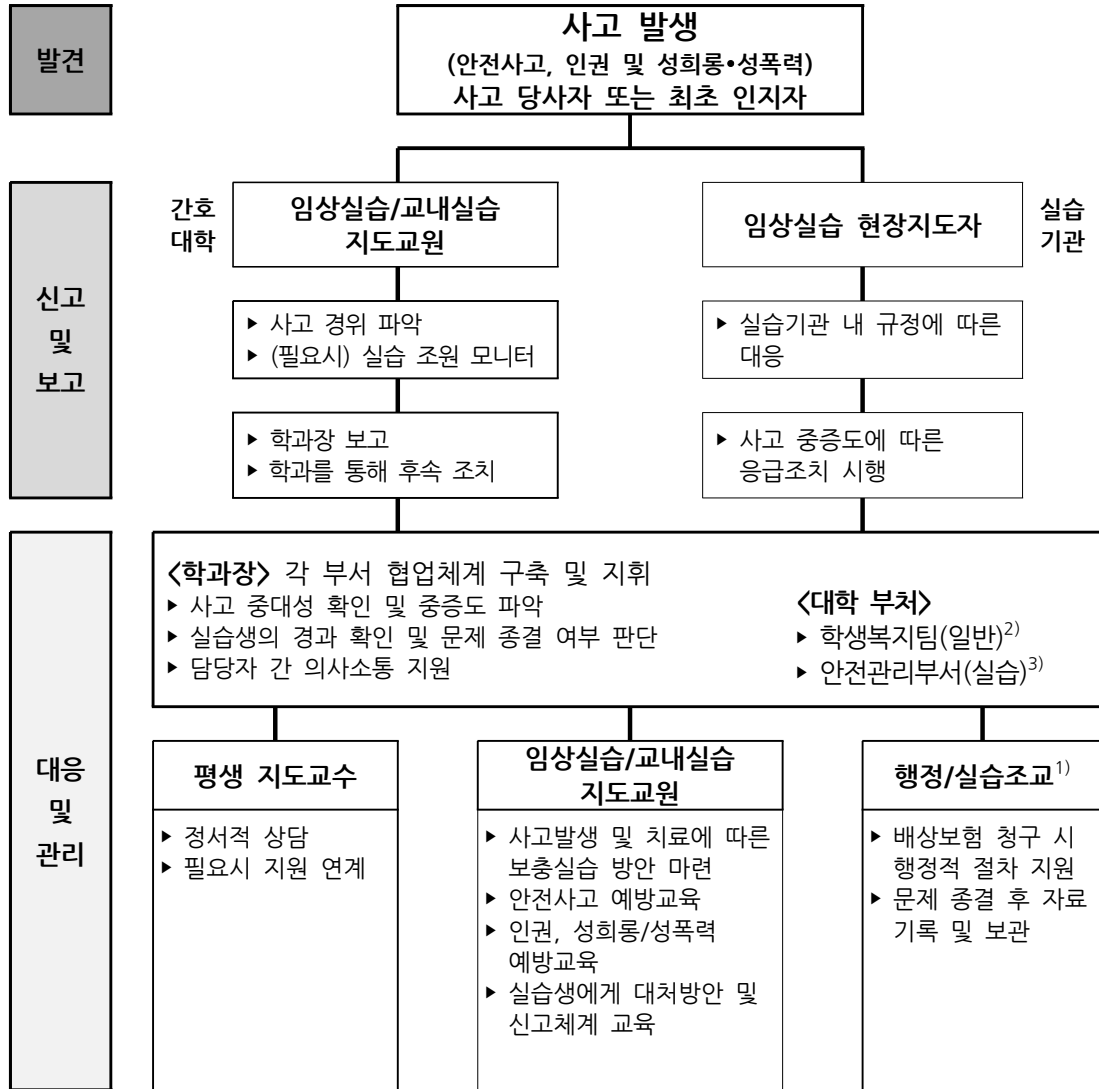 발견
사고 발생
(안전사고, 인권 및 성희롱•성폭력)
사고 당사자 또는 최초 인지자
신고
및
보고
간호
대학
임상실습/교내실습
지도교원
임상실습 현장지도자
실습
기관
▶ 사고 경위 파악
▶ (필요시) 실습 조원 모니터
▶ 실습기관 내 규정에 따른
대응
▶ 학과장 보고
▶ 학과를 통해 후속 조치
▶ 사고 중증도에 따른
응급조치 시행
대응
및
관리
<학과장> 각 부서 협업체계 구축 및 지휘
▶ 사고 중대성 확인 및 중증도 파악
▶ 실습생의 경과 확인 및 문제 종결 여부 판단
▶ 담당자 간 의사소통 지원
<대학 부처>
▶ 학생복지팀(일반)2)
▶ 안전관리부서(실습)3)
평생 지도교수
▶ 정서적 상담
▶ 필요시 지원 연계
임상실습/교내실습
지도교원
▶ 사고발생 및 치료에 따른
보충실습 방안 마련
▶ 안전사고 예방교육
▶ 인권, 성희롱/성폭력
예방교육
▶ 실습생에게 대처방안 및
신고체계 교육
행정/실습조교1)
▶ 배상보험 청구 시
행정적 절차 지원
▶ 문제 종결 후 자료
기록 및 보관